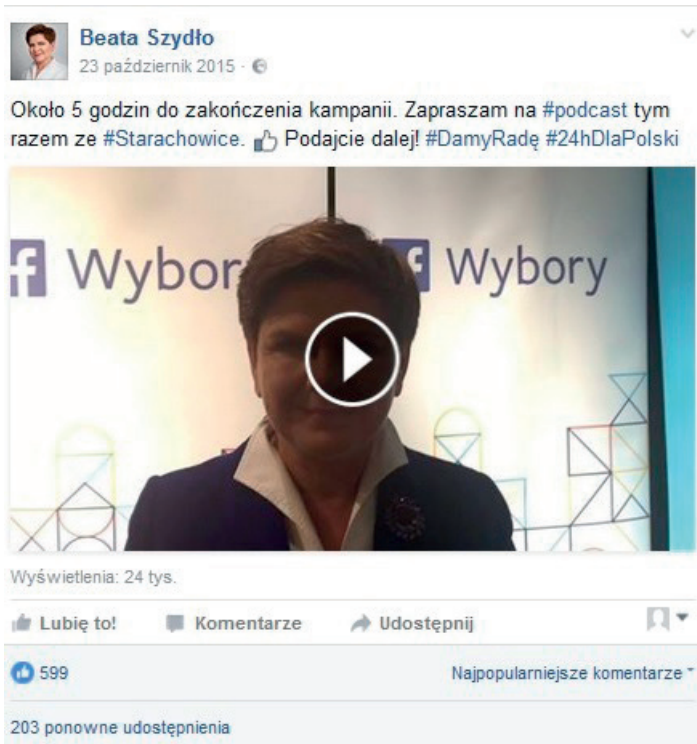 Beata Szydło
23 październik 2015 ·
Około 5 godzin do zakończenia kampanii. Zapraszam na #podcast tym
razem ze #Starachowice. Podajcie dalej! #DamyRadę #24hDlaPolski
f Wybor f Wybory
Wyświetlenia: 24 tys.
Lubię to! Komentarze Udostępnij
599 Najpopularniejsze komentarze
203 ponowne udostępnienia